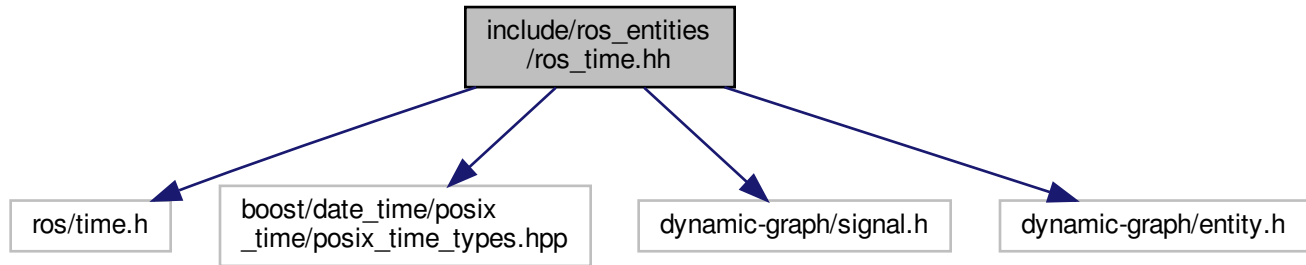 include/ros_entities
/ros_time.hh
ros/time.h
boost/date_time/posix
_time/posix_time_types.hpp
dynamic-graph/signal.h
dynamic-graph/entity.h